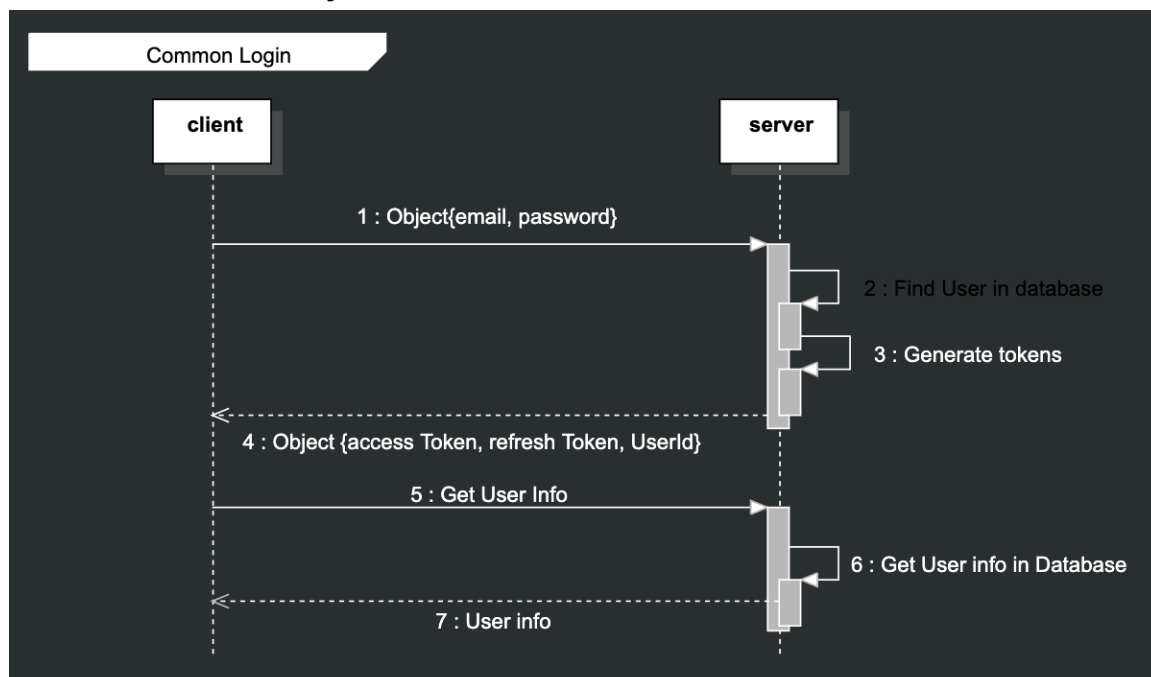 Common Login
client
server
1 : Object{email, password}
2 : Find User in database
3 : Generate tokens
4 : Object {access Token, refresh Token, UserId}
5 : Get User Info
6 : Get User info in Database
7 : User info